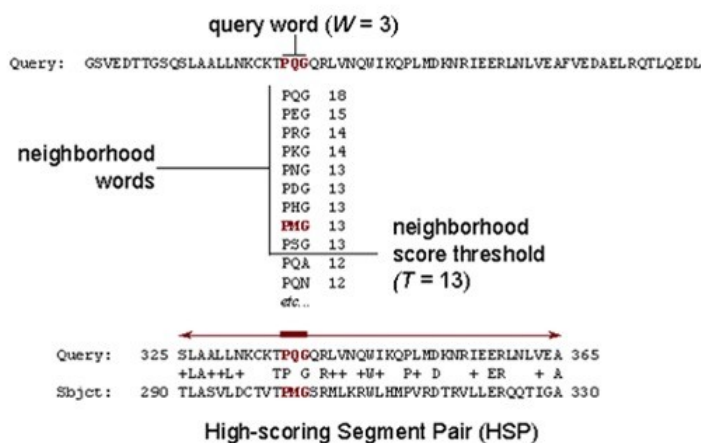 query word (W = 3)
Query: GSVEDTTGSQSLAALLNKCKTPQGQRLVNQWIKQPLMDKNRIEERLNLVEAFVEDAELRQTLQEDL
PQG 18
PEG 15
PRG 14
PKG 14
PNG 13
PDG 13
PHG 13
PMG 13
PSG 13
PQA 12
PQN 12
etc...
neighborhood
words
neighborhood
score threshold
(T = 13)
Query: 325 SLAALLNKCKTPQGQRLVNQWIKQPLMDKNRIEERLNLVEA 365
+LA++L+ TP G R++ +W+ P+ D + ER + A
Sbjct: 290 TLASVLDCTVTPMGSRMLKRWLHMPVRDTRVLLERQQTIGA 330
High-scoring Segment Pair (HSP)